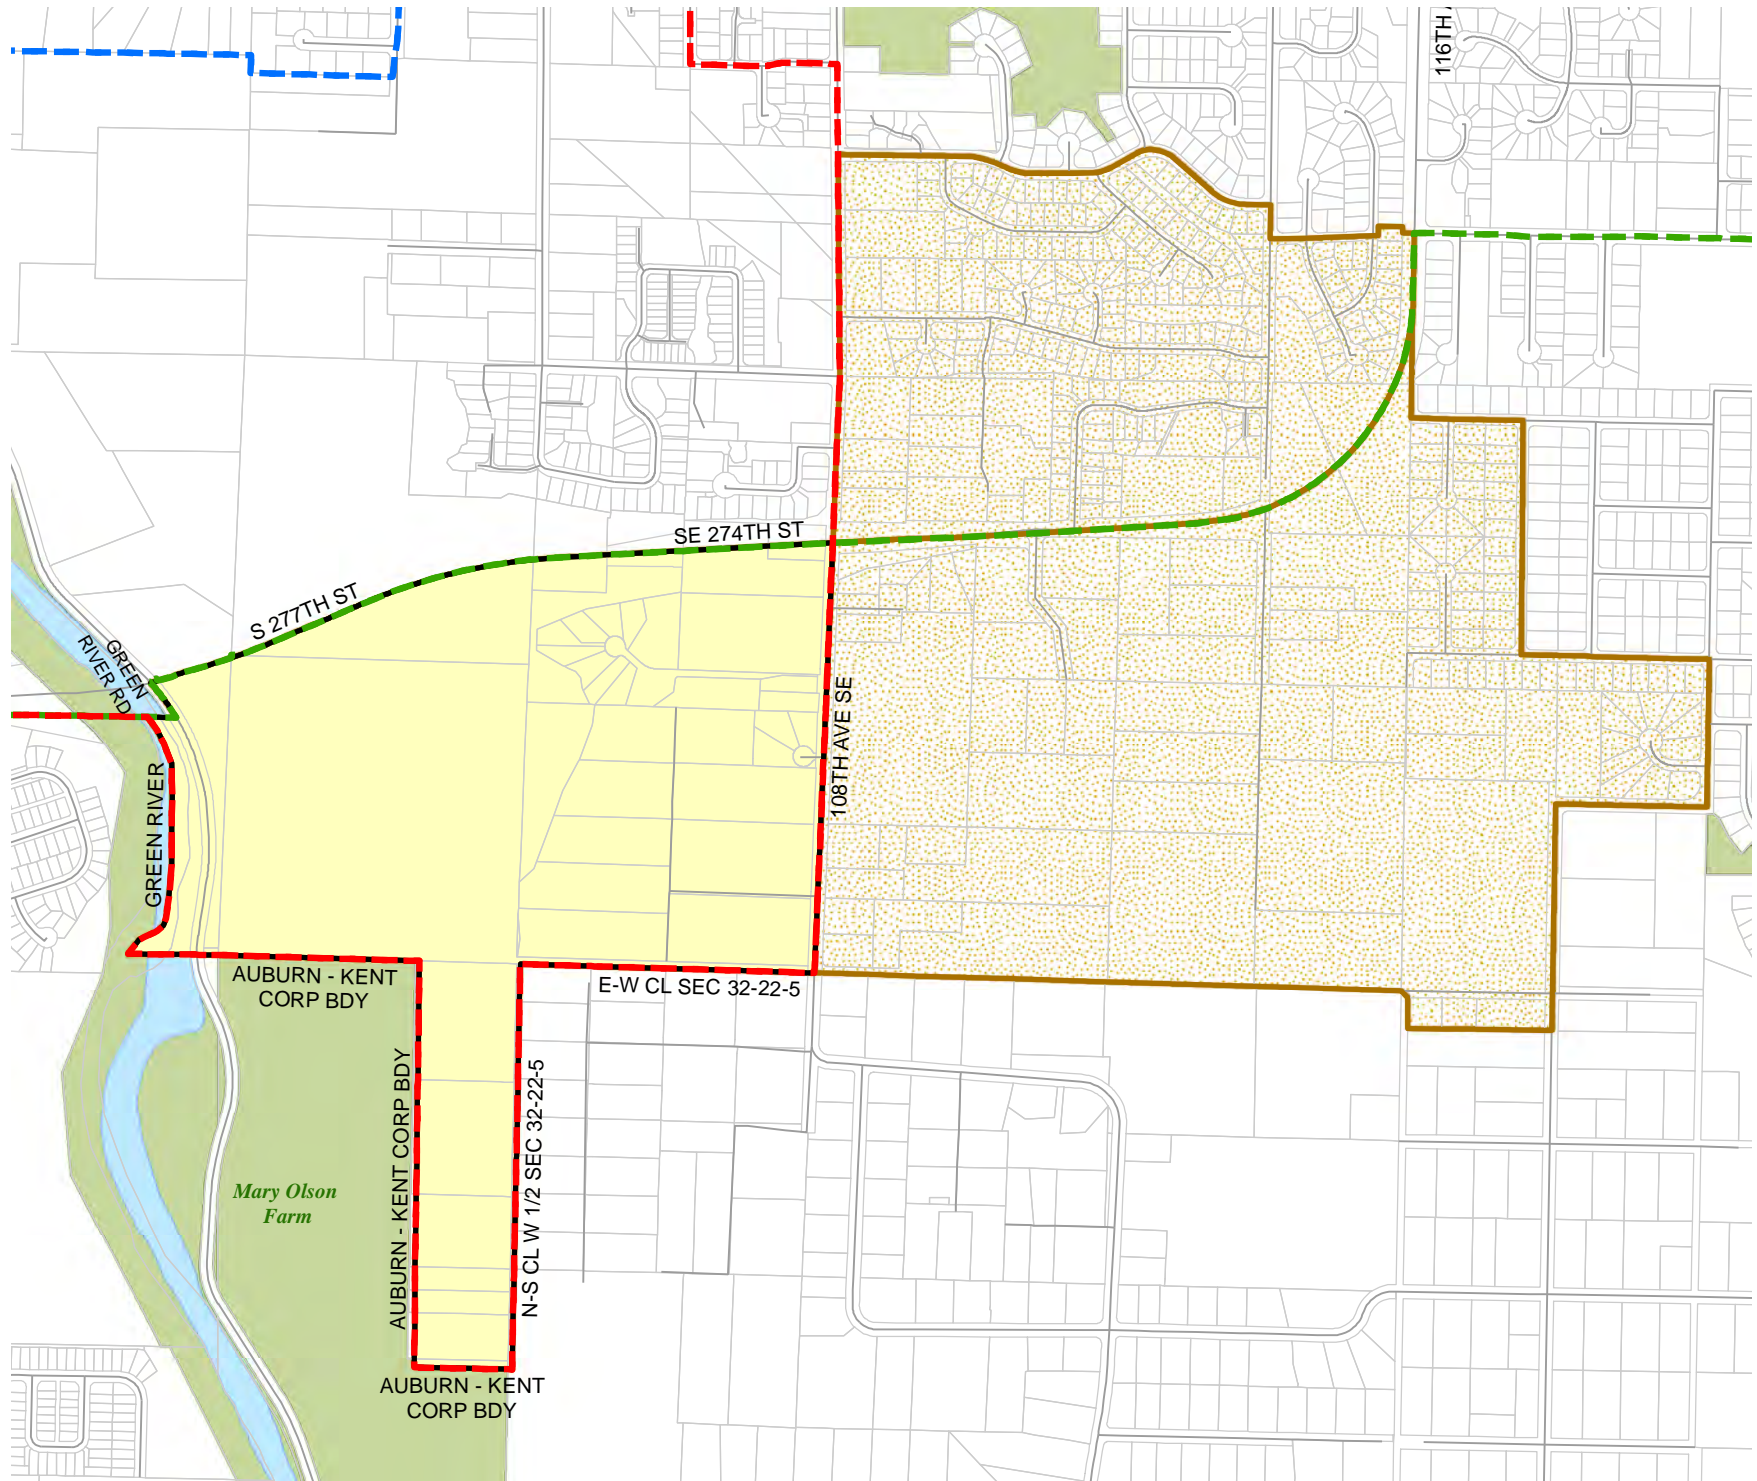 116TH
SE 274TH ST
S 277TH ST
GREEN
RIVER RD
108TH AVE SE
GREEN RIVER
AUBURN - KENT
CORP BDY
E-W CL SEC 32-22-5
AUBURN - KENT CORP BDY
N-S CL W 1/2 SEC 32-22-5
Mary Olson
Farm
AUBURN - KENT
CORP BDY